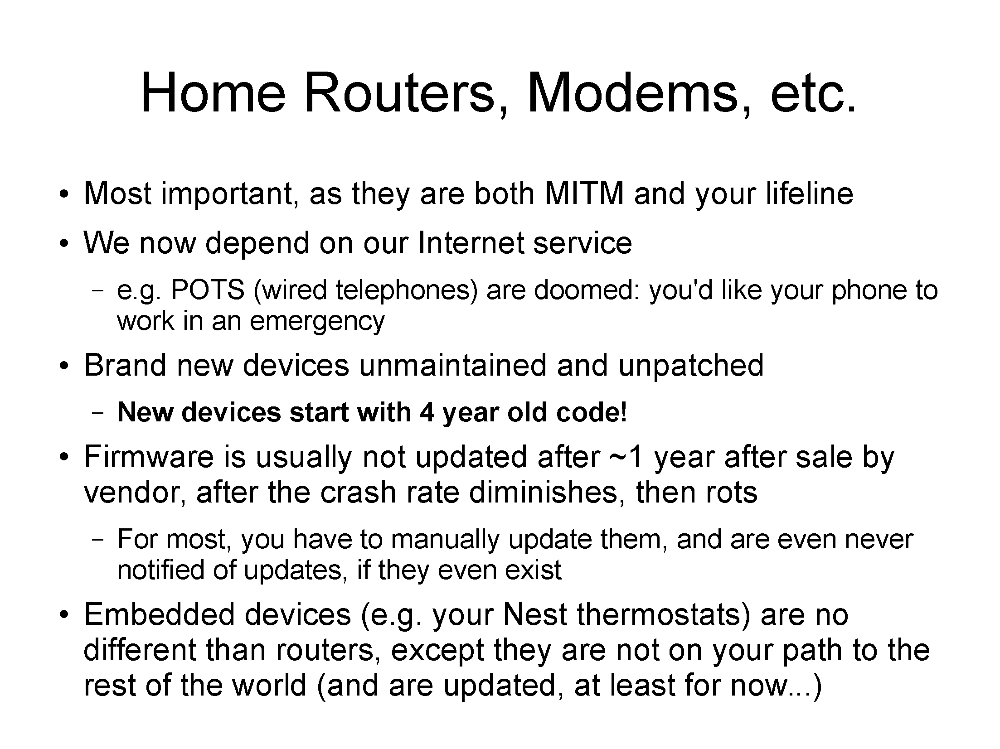 Home Routers, Modems, etc.
● Most important, as they are both MITM and your lifeline
● We now depend on our Internet service
– e.g. POTS (wired telephones) are doomed: you'd like your phone to
work in an emergency
● Brand new devices unmaintained and unpatched
– New devices start with 4 year old code!
● Firmware is usually not updated after ~1 year after sale by
vendor, after the crash rate diminishes, then rots
– For most, you have to manually update them, and are even never
notified of updates, if they even exist
● Embedded devices (e.g. your Nest thermostats) are no
different than routers, except they are not on your path to the
rest of the world (and are updated, at least for now...)